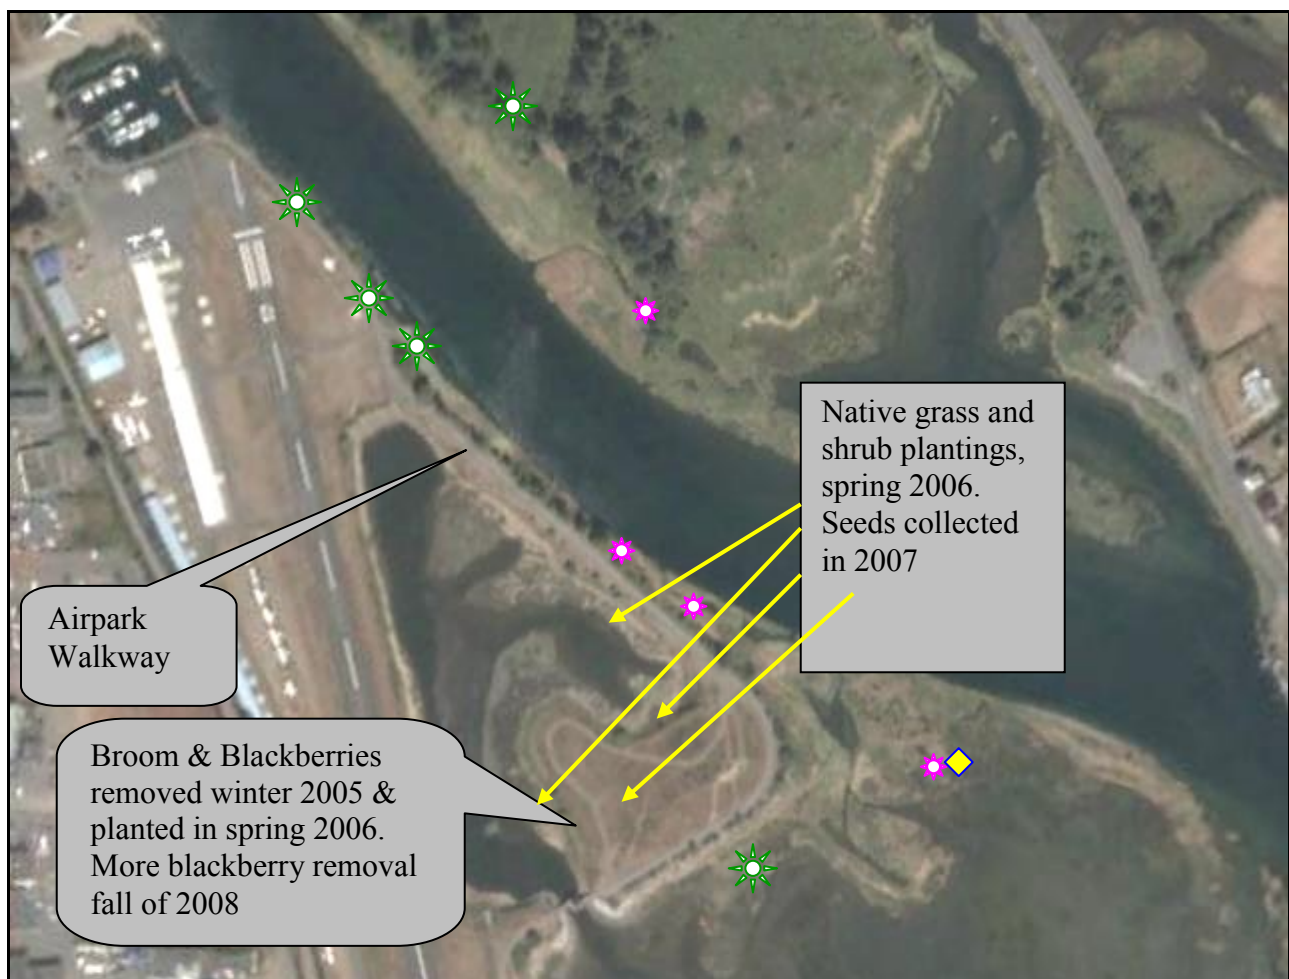 Native grass and
shrub plantings,
spring 2006.
Seeds collected
in 2007
Airpark
Walkway
Broom & Blackberries
removed winter 2005 &
planted in spring 2006.
More blackberry removal
fall of 2008